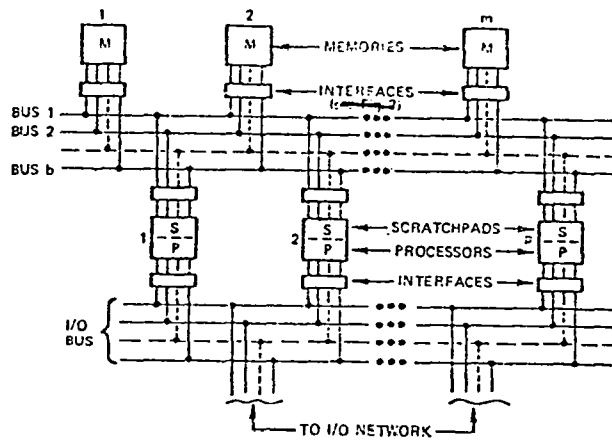 1 2 m
M M MEMORIES M
INTERFACES
BUS 1
BUS 2
BUS b
1 S P 2 S P SCRATCHPADS PROCESSORS p S P
INTERFACES
I/O
BUS
TO I/O NETWORK